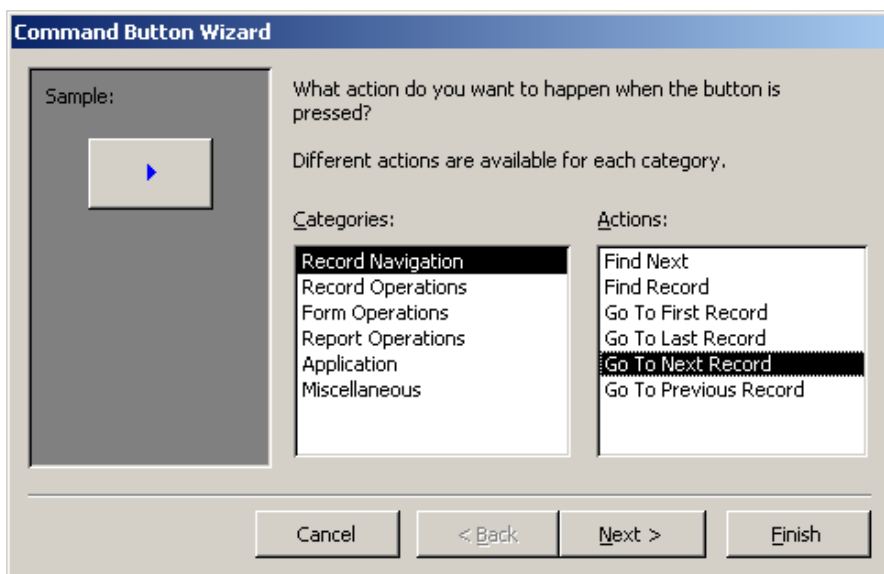 Command Button Wizard
Sample:
What action do you want to happen when the button is
pressed?
Different actions are available for each category.
Categories:
Record Navigation
Record Operations
Form Operations
Report Operations
Application
Miscellaneous
Actions:
Find Next
Find Record
Go To First Record
Go To Last Record
Go To Next Record
Go To Previous Record
Cancel
< Back
Next >
Finish